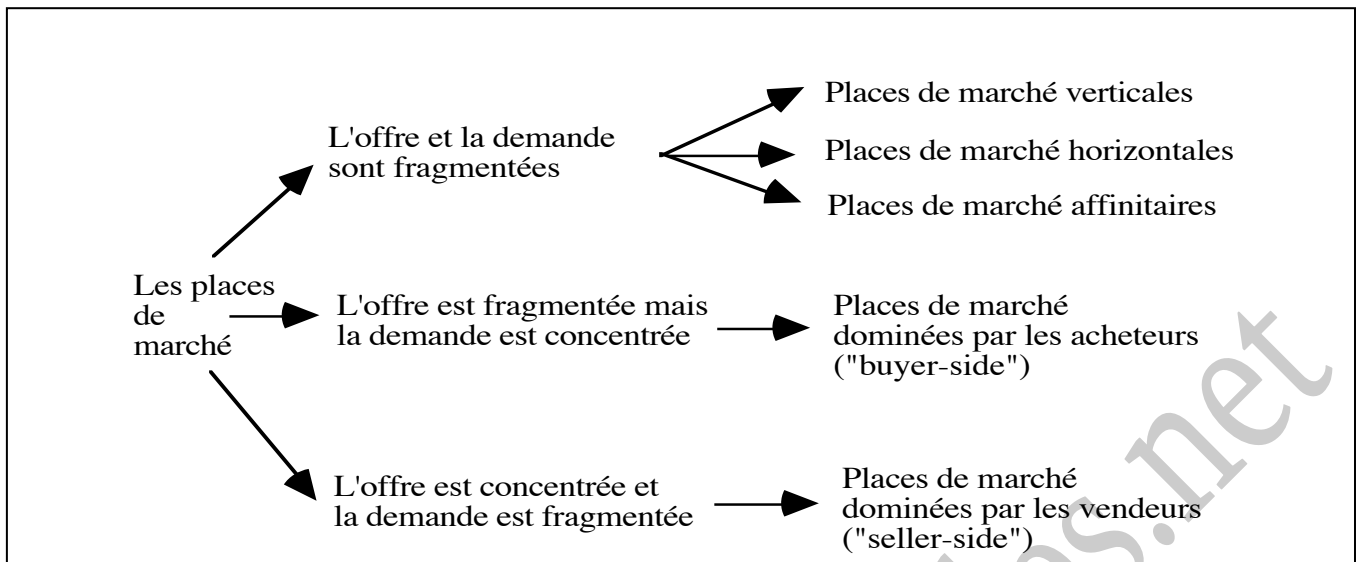 Places de marché verticales
L'offre et la demande
sont fragmentées
Places de marché horizontales
Places de marché affinitaires
Les places
de
marché
L'offre est fragmentée mais
la demande est concentrée
Places de marché
dominées par les acheteurs
("buyer-side")
L'offre est concentrée et
la demande est fragmentée
Places de marché
dominées par les vendeurs
("seller-side")